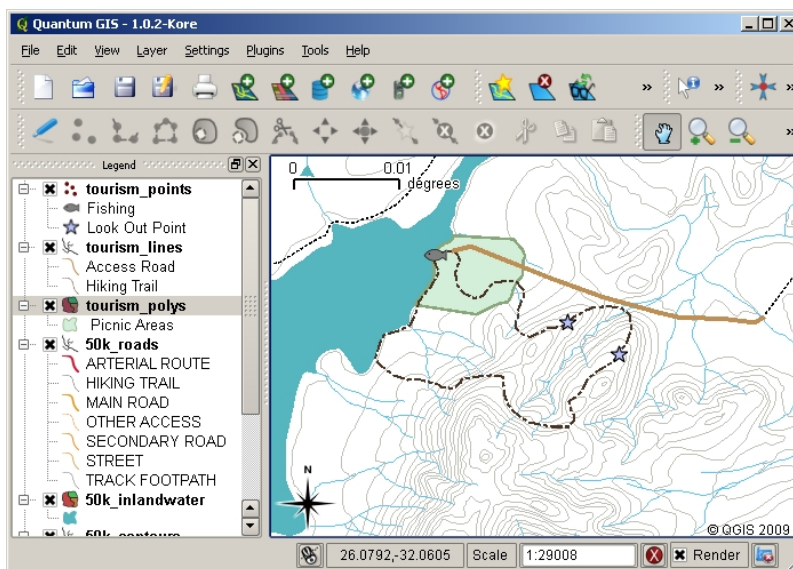 Quantum GIS - 1.0.2-Kore
File Edit View Layer Settings Plugins Tools Help
Legend
tourism_points
Fishing
Look Out Point
tourism_lines
Access Road
Hiking Trail
tourism_polys
Picnic Areas
50k_roads
ARTERIAL ROUTE
HIKING TRAIL
MAIN ROAD
OTHER ACCESS
SECONDARY ROAD
STREET
TRACK FOOTPATH
50k_inlandwater
50k_contours
0 0.01
degrees
N
© QGIS 2009
26.0792,-32.0605 Scale 1:29008 Render